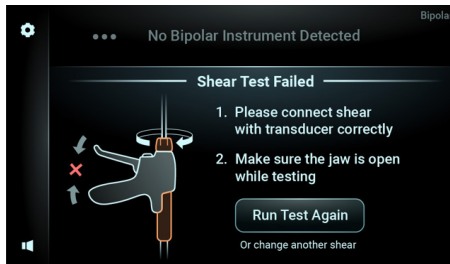 Bipolar
No Bipolar Instrument Detected
Shear Test Failed
1. Please connect shear
with transducer correctly
2. Make sure the jaw is open
while testing
Run Test Again
Or change another shear